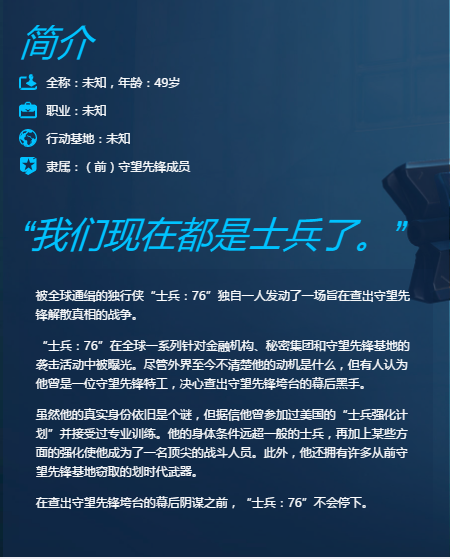 简介
全称：未知，年龄：49岁
职业：未知
行动基地：未知
隶属：（前）守望先锋成员
“我们现在都是士兵了。”
被全球通缉的独行侠“士兵：76”独自一人发动了一场旨在查出守望先
锋解散真相的战争。
“士兵：76”在全球一系列针对金融机构、秘密集团和守望先锋基地的
袭击活动中被曝光。尽管外界至今不清楚他的动机是什么，但有人认为
他曾是一位守望先锋特工，决心查出守望先锋垮台的幕后黑手。
虽然他的真实身份依旧是个谜，但据信他曾参加过美国的“士兵强化计
划”并接受过专业训练。他的身体条件远超一般的士兵，再加上某些方
面的强化使他成为了一名顶尖的战斗人员。此外，他还拥有许多从前守
望先锋基地窃取的划时代武器。
在查出守望先锋垮台的幕后阴谋之前，“士兵：76”不会停下。